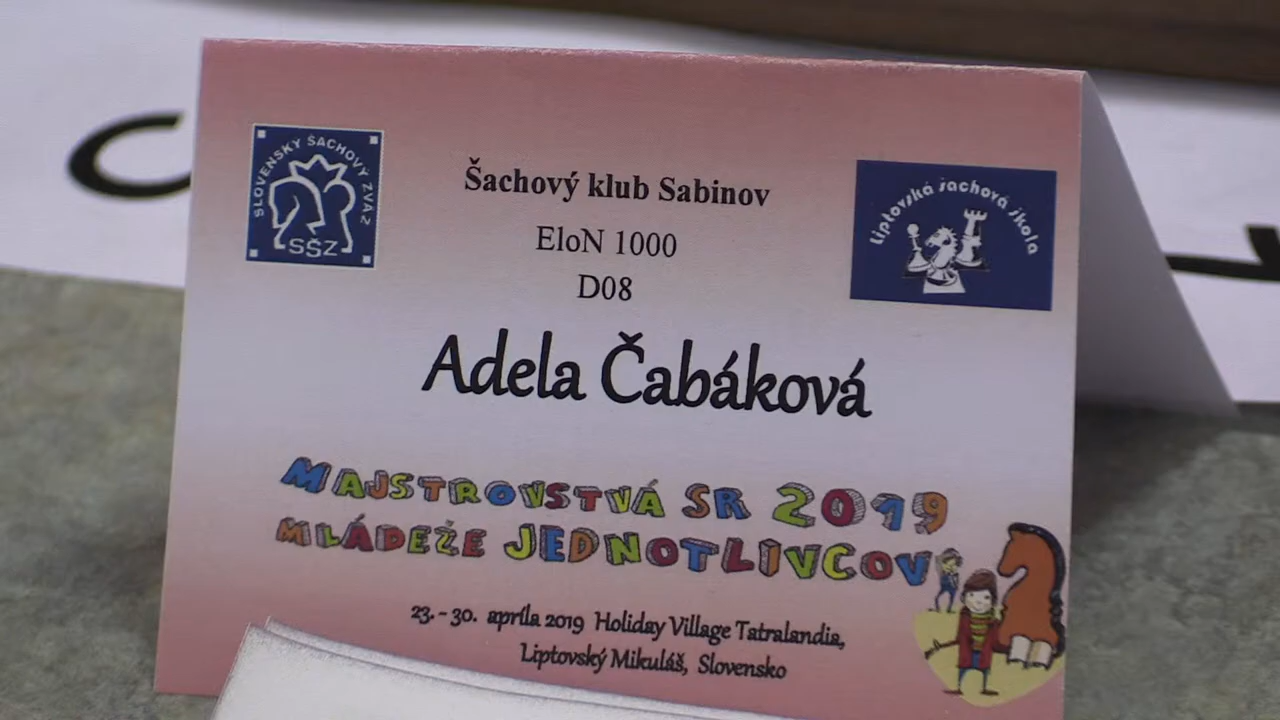 SLOVENSKÝ ŠACHOVÝ ZVÄZ
SŠZ
Šachový klub Sabinov
EloN 1000
D08
Liptovská šachová škola
Adela Čabáková
MAJSTROVSTVÁ SR 2019
MLÁDEŽE JEDNOTLIVCOV
23. - 30. apríla 2019 Holiday Village Tatralandia,
Liptovský Mikuláš, Slovensko